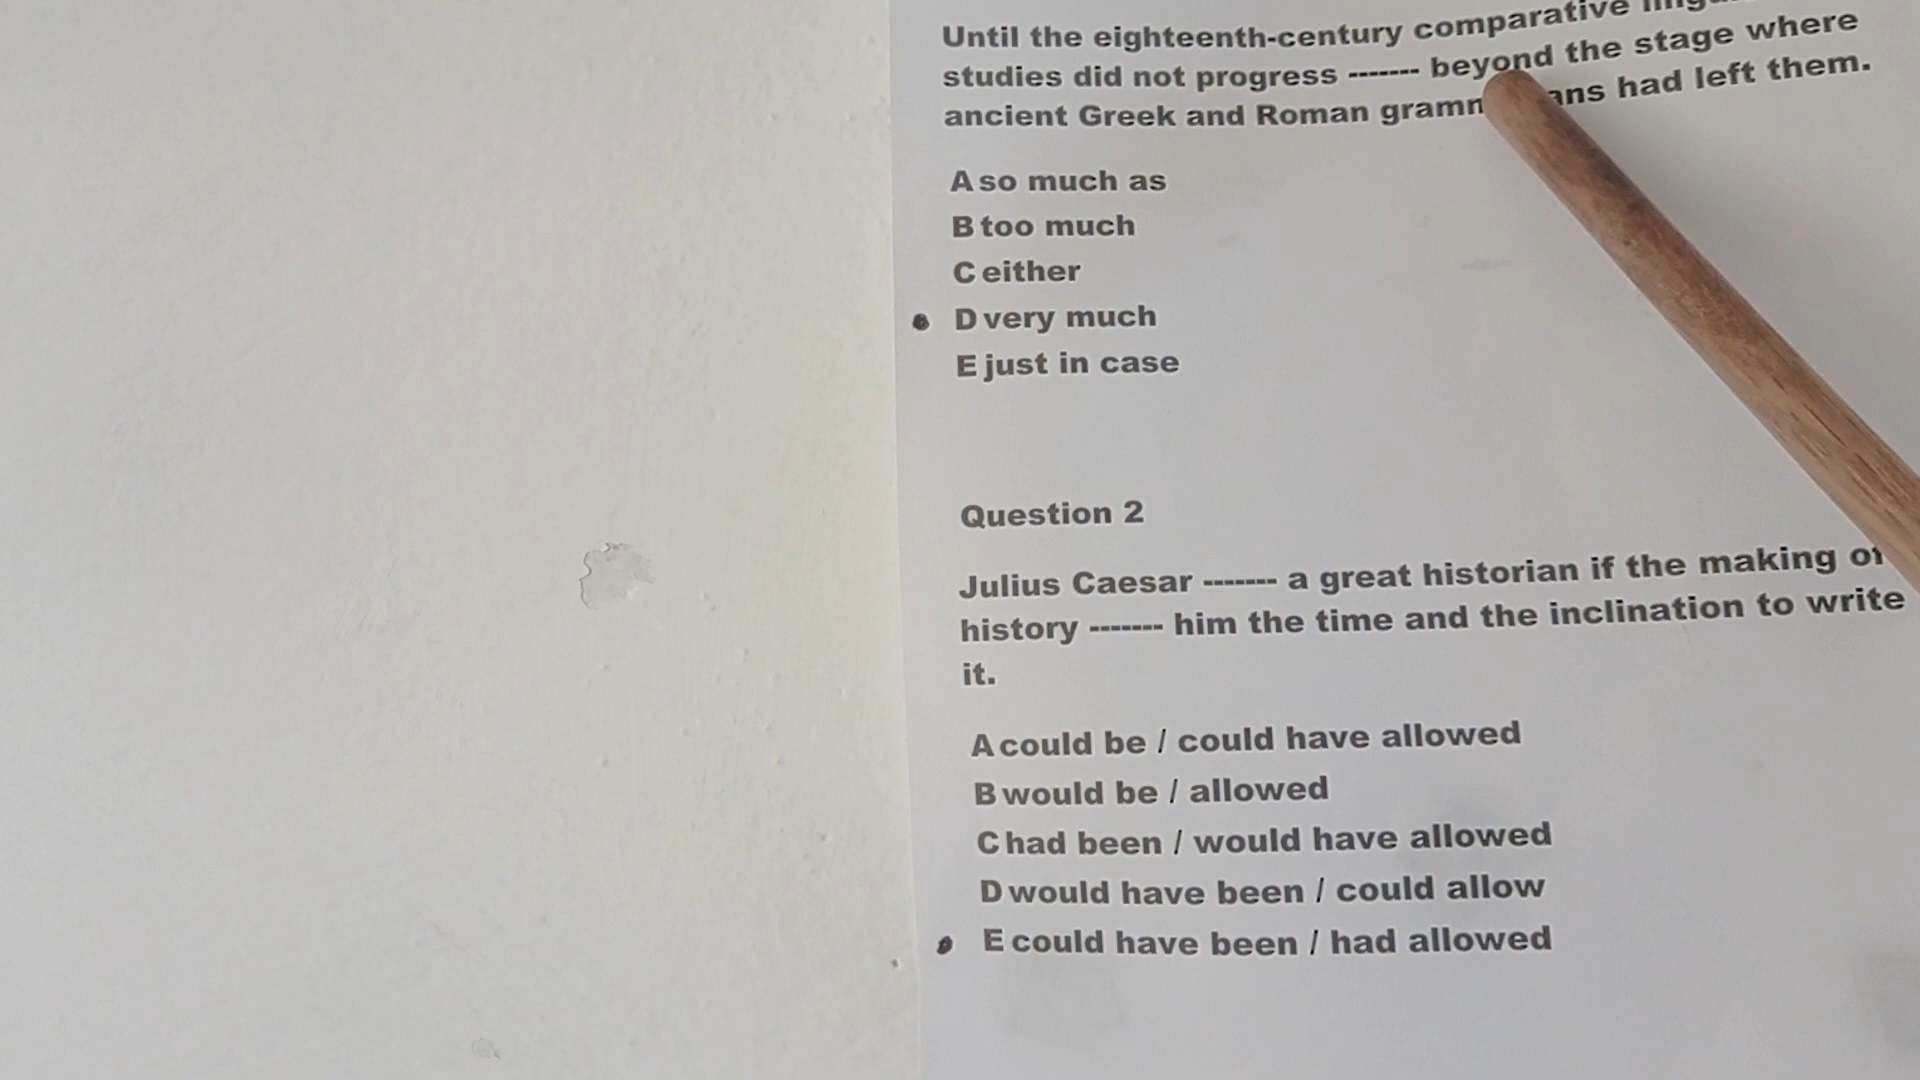 Until the eighteenth-century comparative
studies did not progress ------- beyond the stage where
ancient Greek and Roman had left them.
A so much as
B too much
C either
D very much
E just in case
Question 2
Julius Caesar ------- a great historian if the making of
history ------- him the time and the inclination to write
it.
A could be / could have allowed
B would be / allowed
C had been / would have allowed
D would have been / could allow
E could have been / had allowed